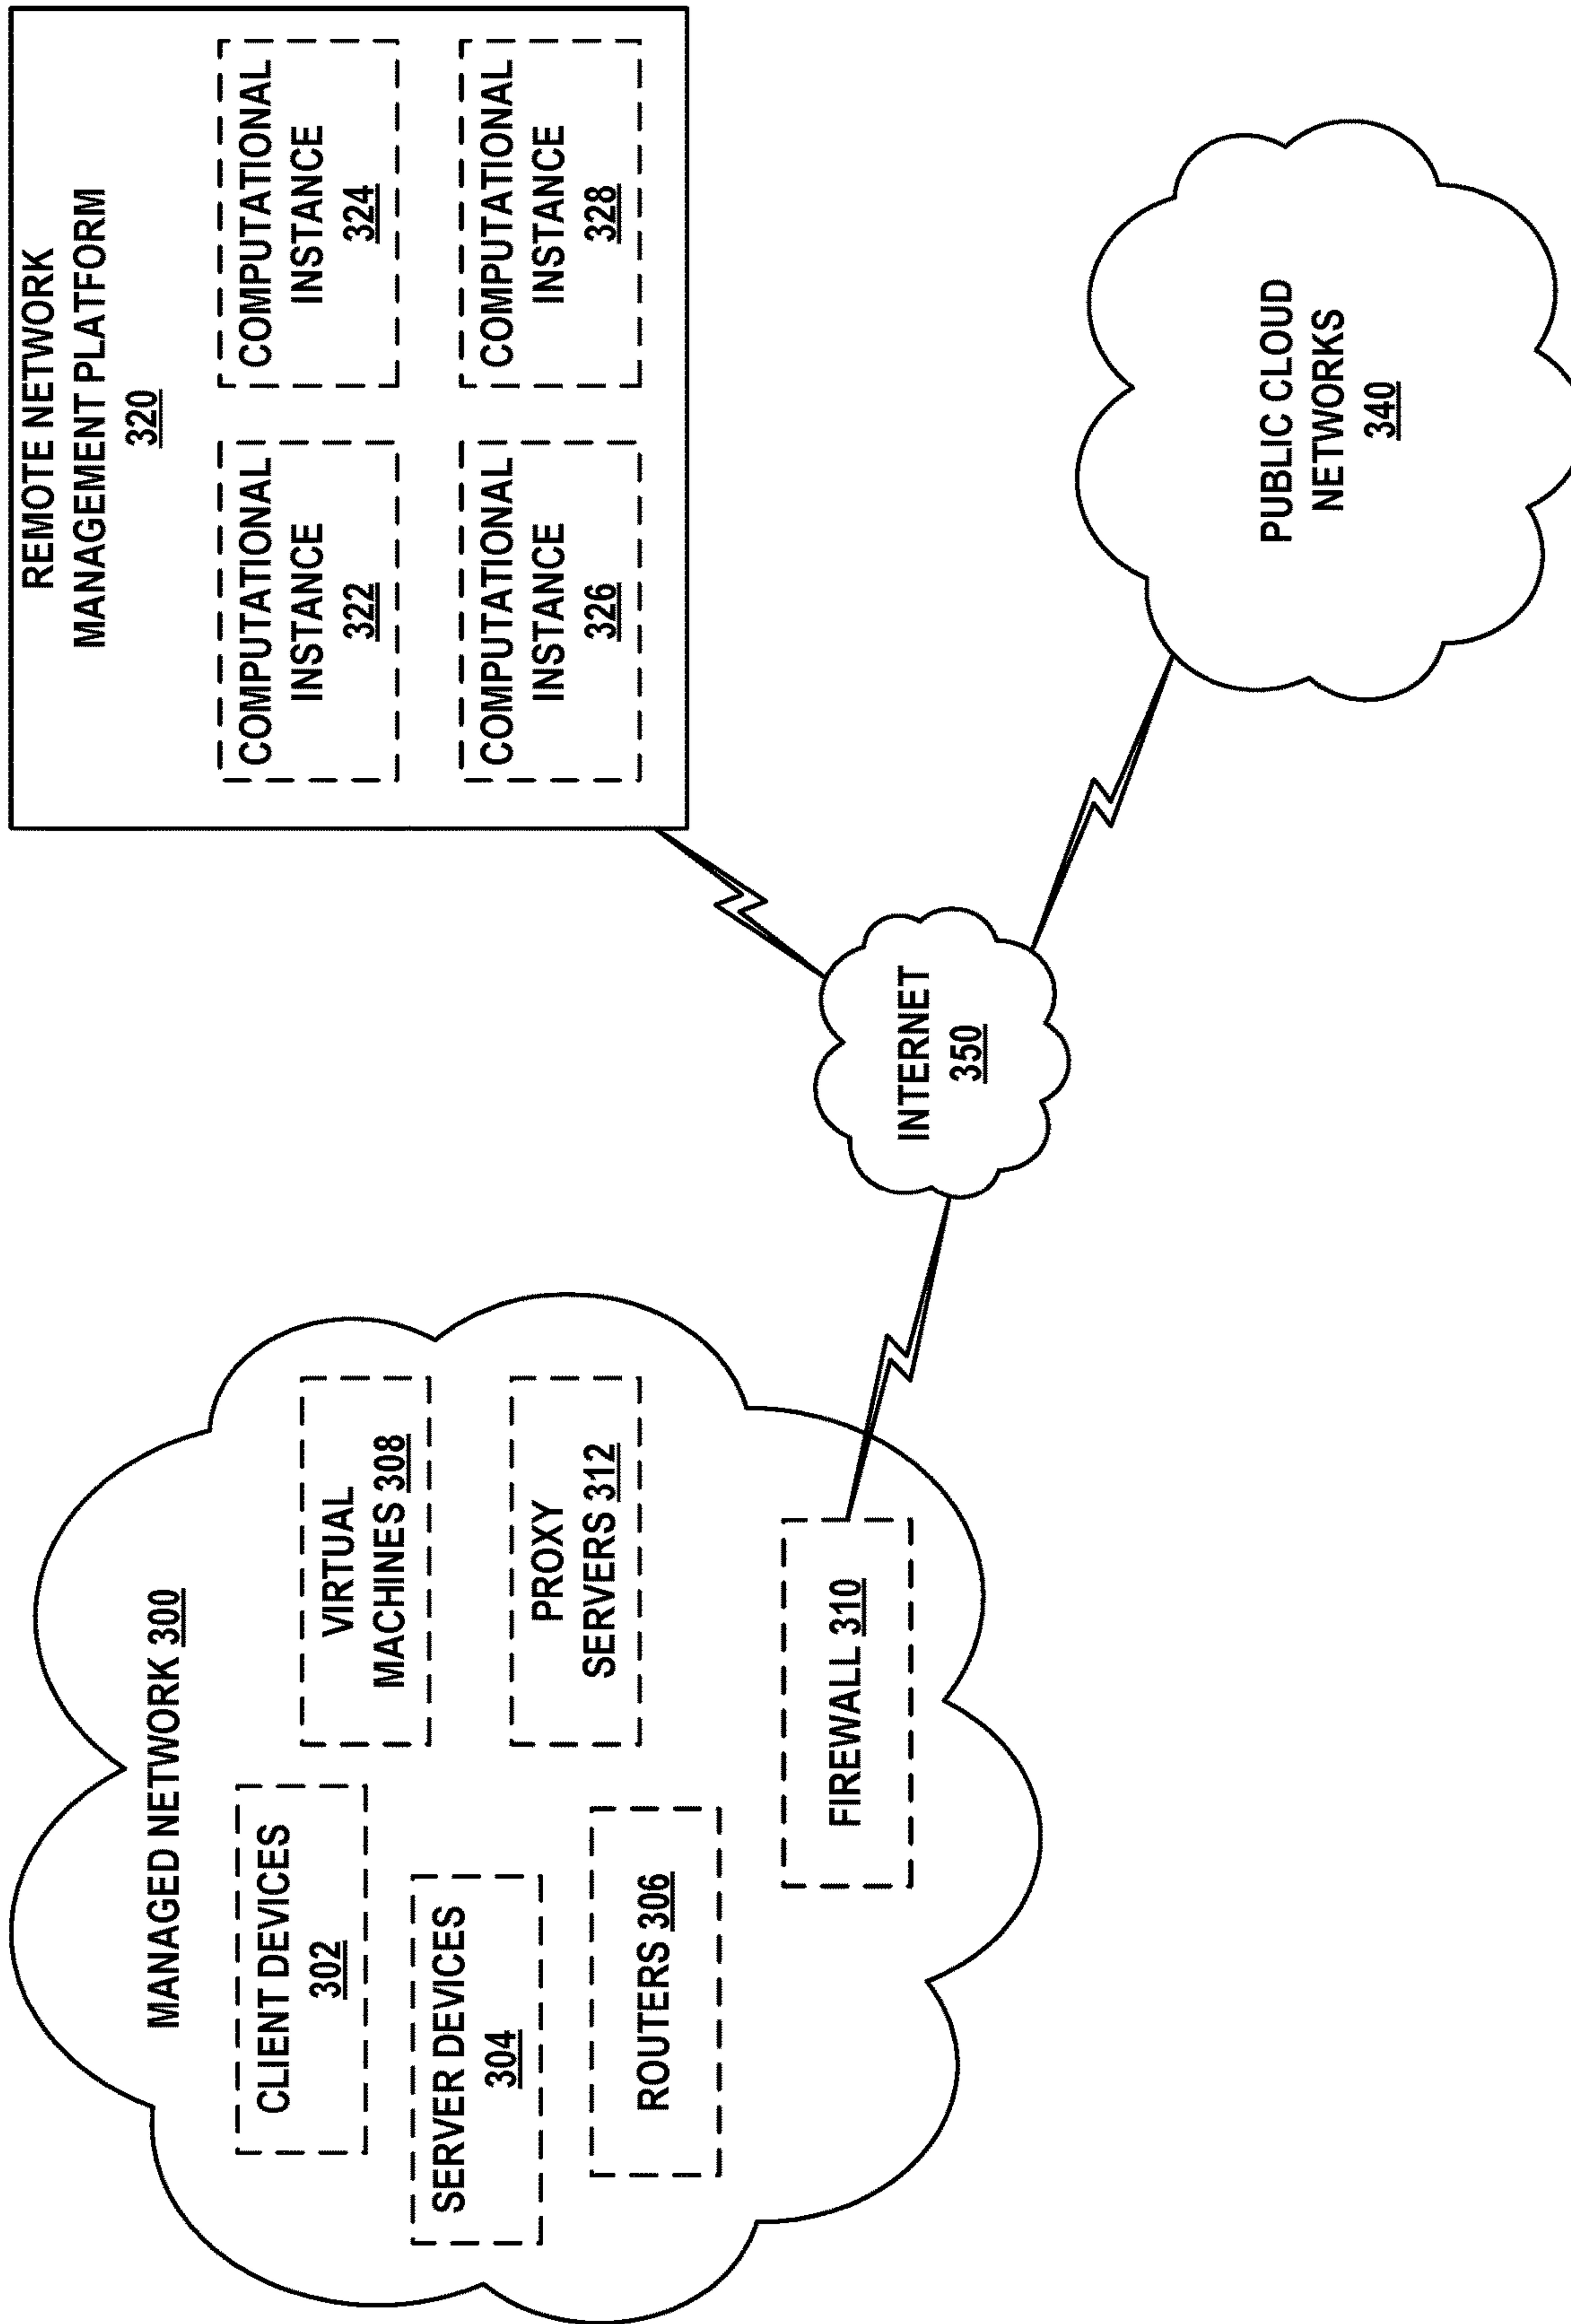 MANAGED NETWORK 300
CLIENT DEVICES
302
SERVER DEVICES
304
ROUTERS 306
VIRTUAL
MACHINES 308
PROXY
SERVERS 312
FIREWALL 310
INTERNET
350
REMOTE NETWORK
MANAGEMENT PLATFORM
320
COMPUTATIONAL
INSTANCE
322
COMPUTATIONAL
INSTANCE
324
COMPUTATIONAL
INSTANCE
326
COMPUTATIONAL
INSTANCE
328
PUBLIC CLOUD
NETWORKS
340